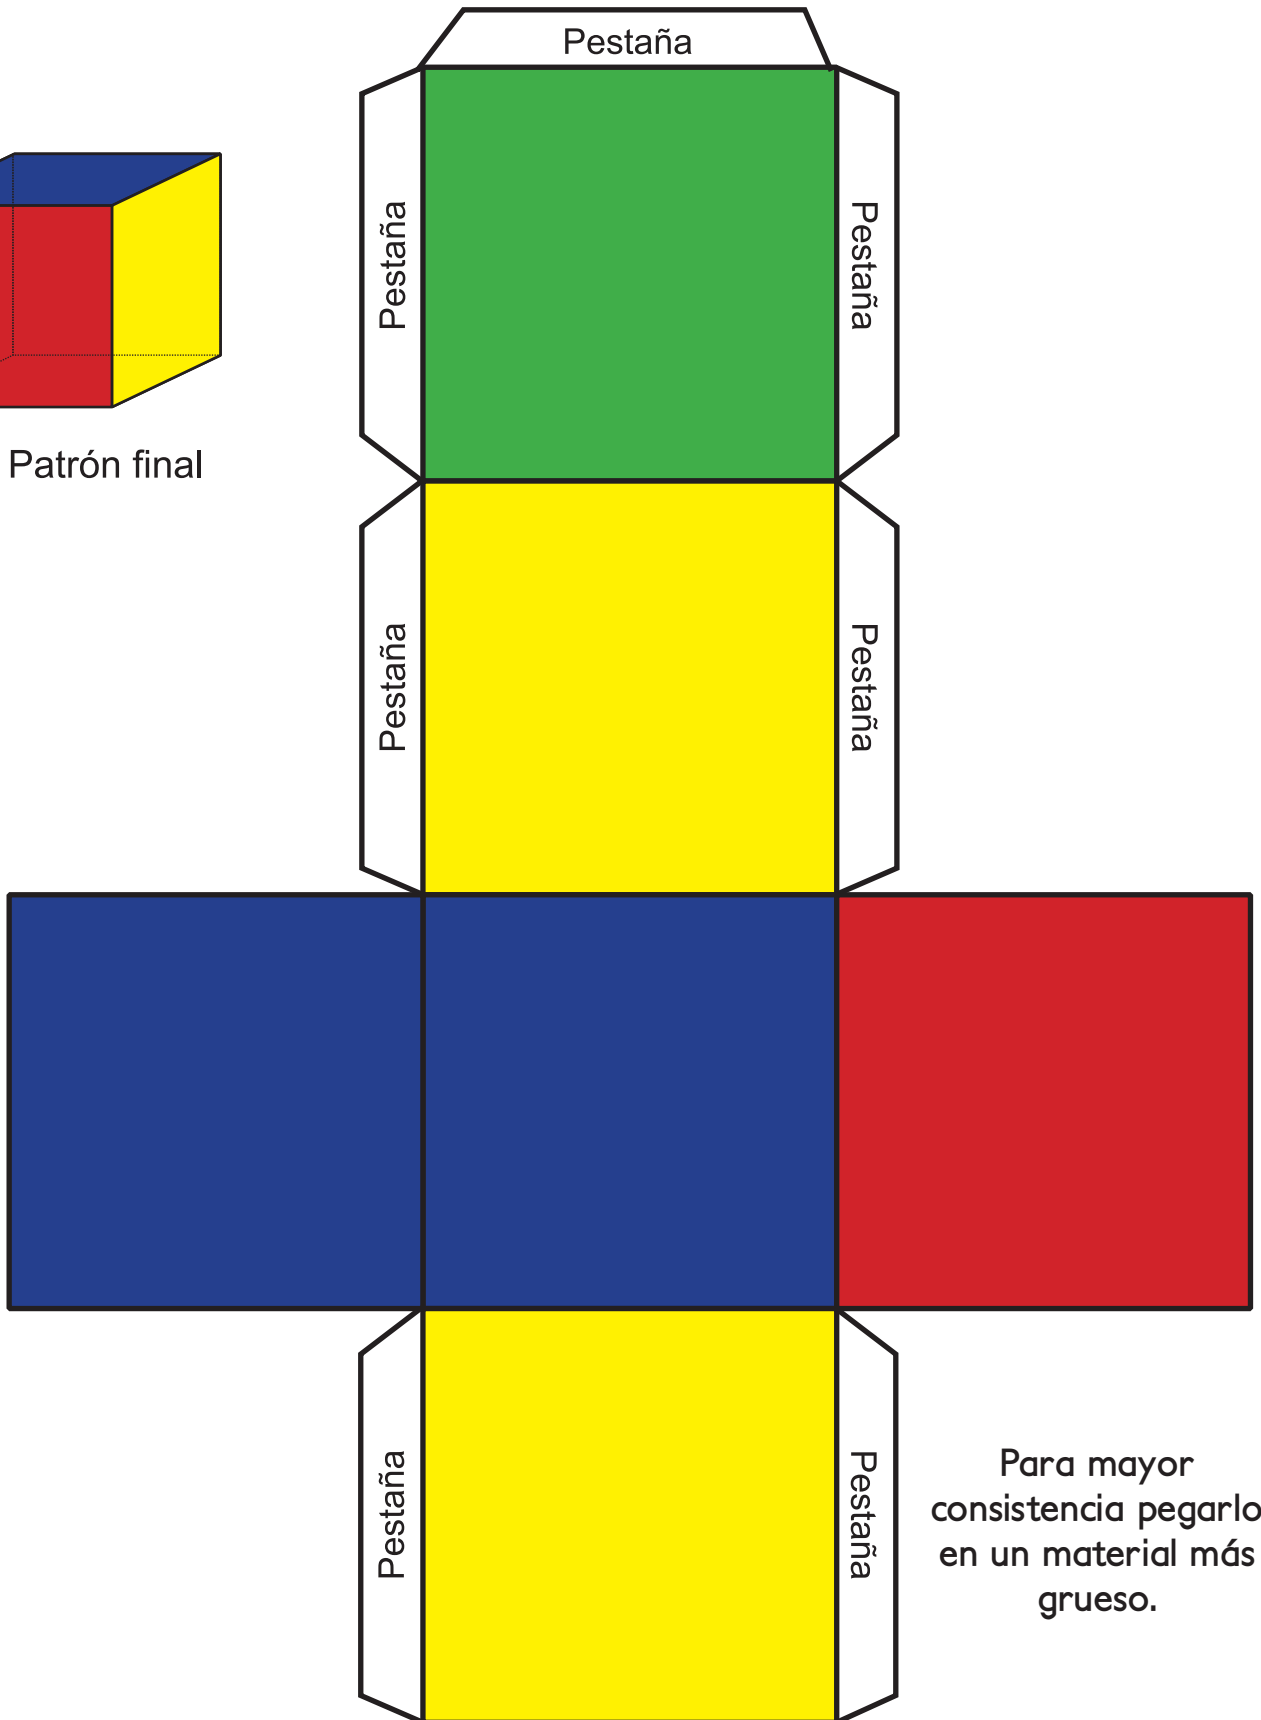 Pestaña
Pestaña
Pestaña
Patrón final
Pestaña
Pestaña
Pestaña
Pestaña
Para mayor
consistencia pegarlo
en un material más
grueso.